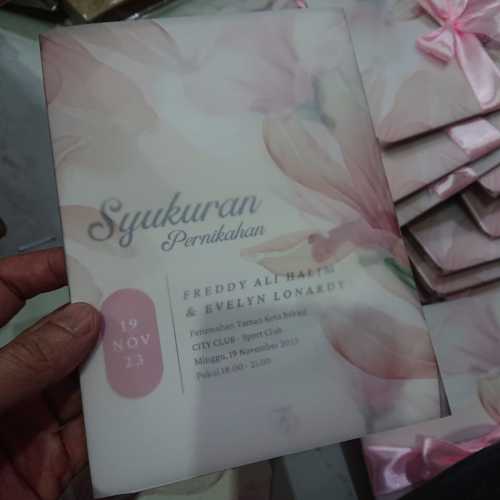 Syukuran
Pernikahan
FREDDY ALI
& EVELYN LONARDY
19
NOV
23
Perumahan Taman Kota Bekasi
CITY CLUB - Sport Club
Minggu, 19 November 2023
Pukul 18.00 - 21.00